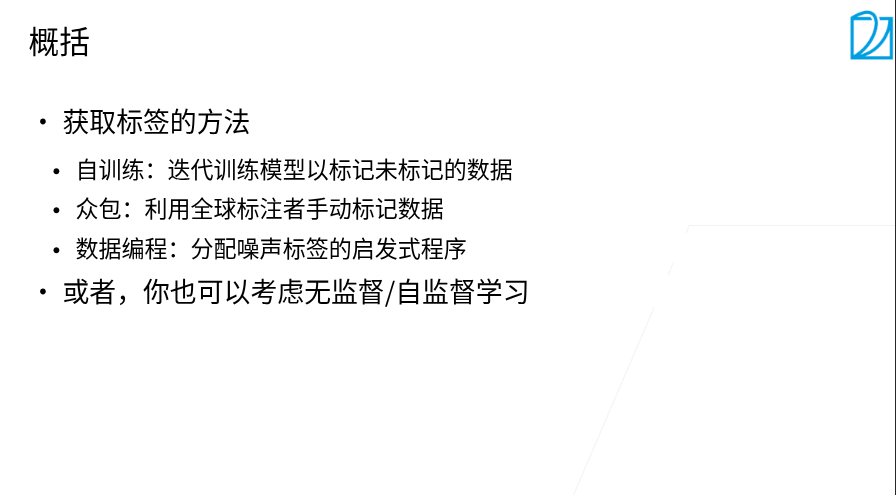 概括
• 获取标签的方法
• 自训练：迭代训练模型以标记未标记的数据
• 众包：利用全球标注者手动标记数据
• 数据编程：分配噪声标签的启发式程序
• 或者，你也可以考虑无监督/自监督学习